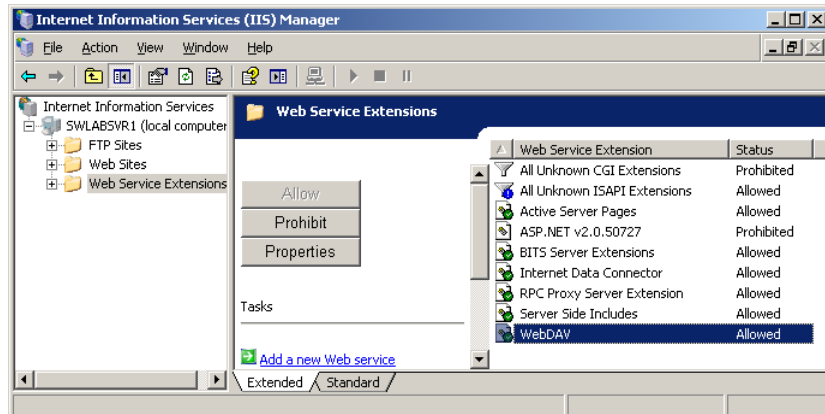 Internet Information Services (IIS) Manager
File Action View Window Help
Internet Information Services
SWLABSVR1 (local computer
FTP Sites
Web Sites
Web Service Extensions
Web Service Extensions
Allow
Prohibit
Properties
Tasks
Add a new Web service
Web Service Extension Status
All Unknown CGI Extensions Prohibited
All Unknown ISAPI Extensions Allowed
Active Server Pages Allowed
ASP.NET v2.0.50727 Prohibited
BITS Server Extensions Allowed
Internet Data Connector Allowed
RPC Proxy Server Extension Allowed
Server Side Includes Allowed
WebDAV Allowed
Extended Standard